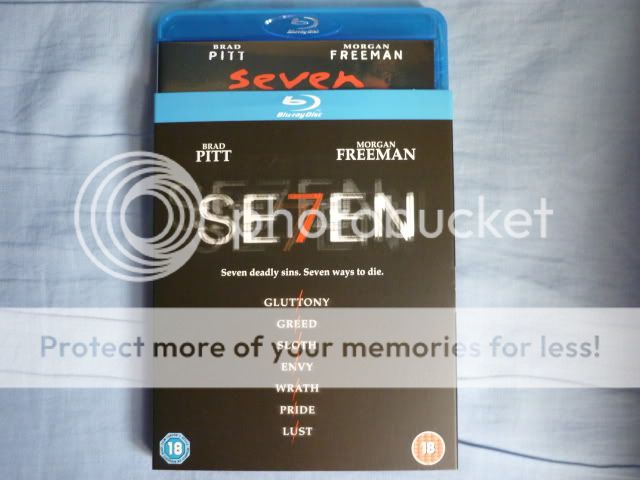 Blu-ray Disc
BRAD PITT
MORGAN FREEMAN
seven
Blu-ray Disc
BRAD PITT
MORGAN FREEMAN
SE7EN
photobucket
Seven deadly sins. Seven ways to die.
GLUTTONY
GREED
SLOTH
Protect more of your memories for less!
ENVY
WRATH
PRIDE
LUST
18
18